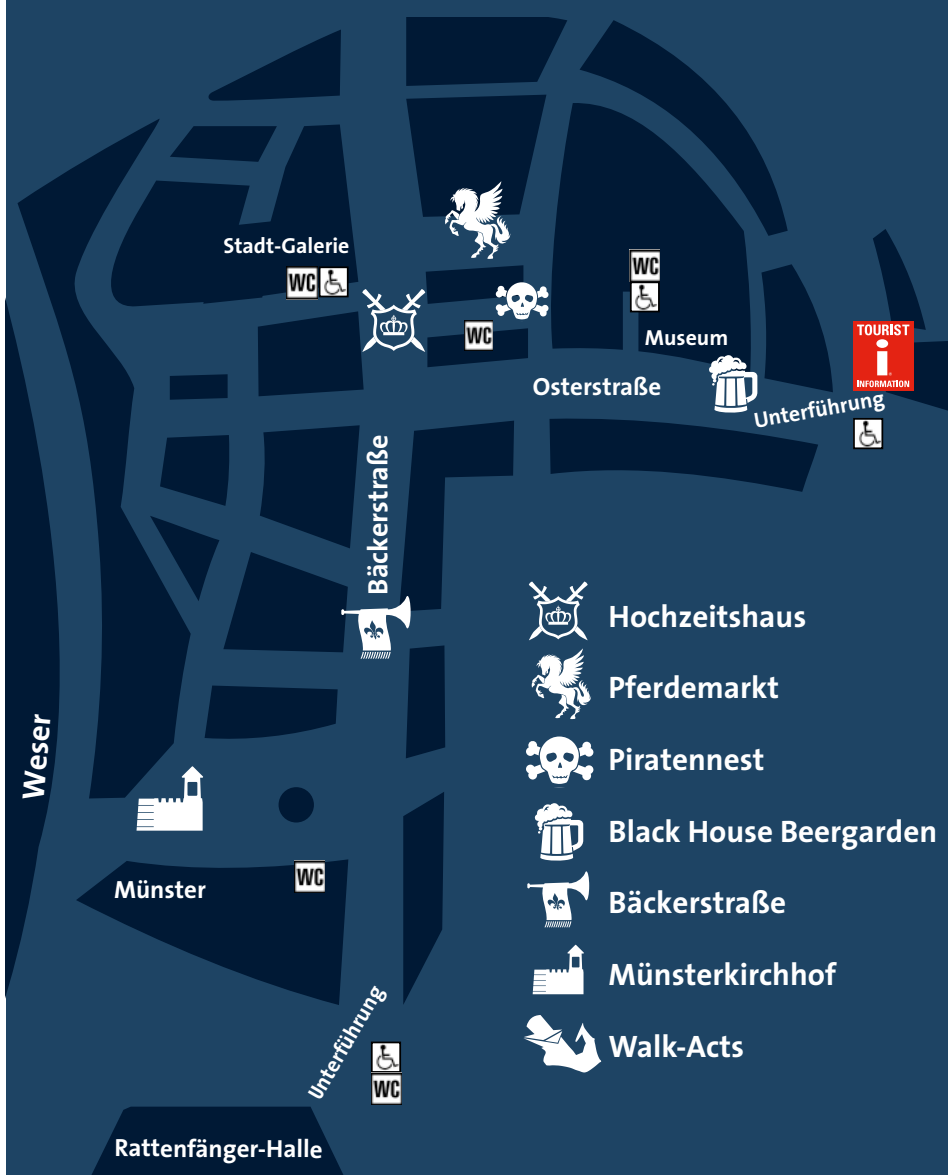 Stadt-Galerie
WC
WC
WC
Museum
TOURIST
i
INFORMATION
Osterstraße
Unterführung
Bäckerstraße
Weser
Münster
WC
Unterführung
WC
Rattenfänger-Halle
Hochzeitshaus
Pferdemarkt
Piratennest
Black House Beergarden
Bäckerstraße
Münsterkirchhof
Walk-Acts